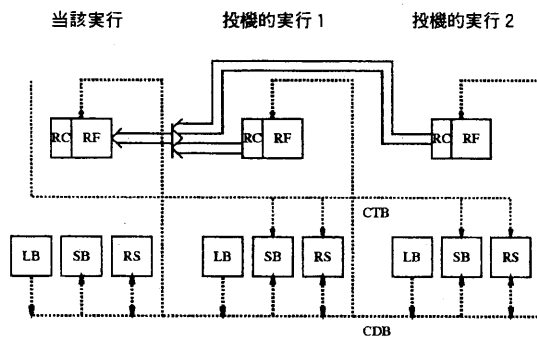 当該実行 投機的実行 1 投機的実行 2
RC RF RC RF RC RF
CTB
LB SB RS LB SB RS LB SB RS
CDB